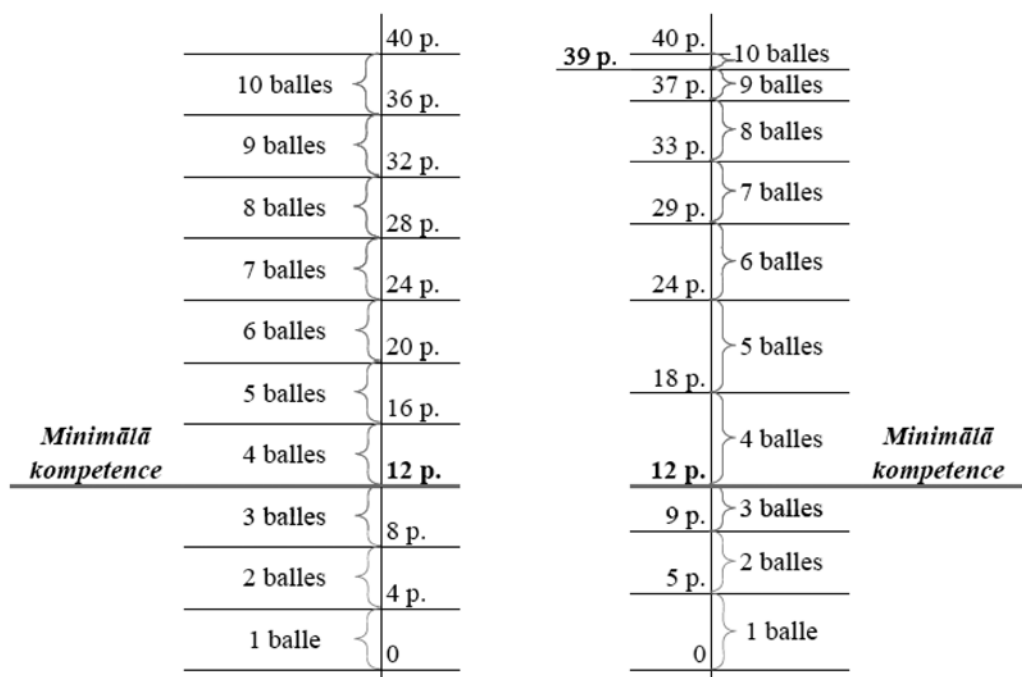 40 p.
10 balles
36 p.
9 balles
32 p.
8 balles
28 p.
7 balles
24 p.
6 balles
20 p.
5 balles
16 p.
Minimālā
kompetence
4 balles
12 p.
3 balles
8 p.
2 balles
4 p.
1 balle
0
40 p.
39 p.
10 balles
37 p.
9 balles
8 balles
33 p.
7 balles
29 p.
6 balles
24 p.
5 balles
18 p.
4 balles
12 p.
Minimālā
kompetence
3 balles
9 p.
2 balles
5 p.
1 balle
0